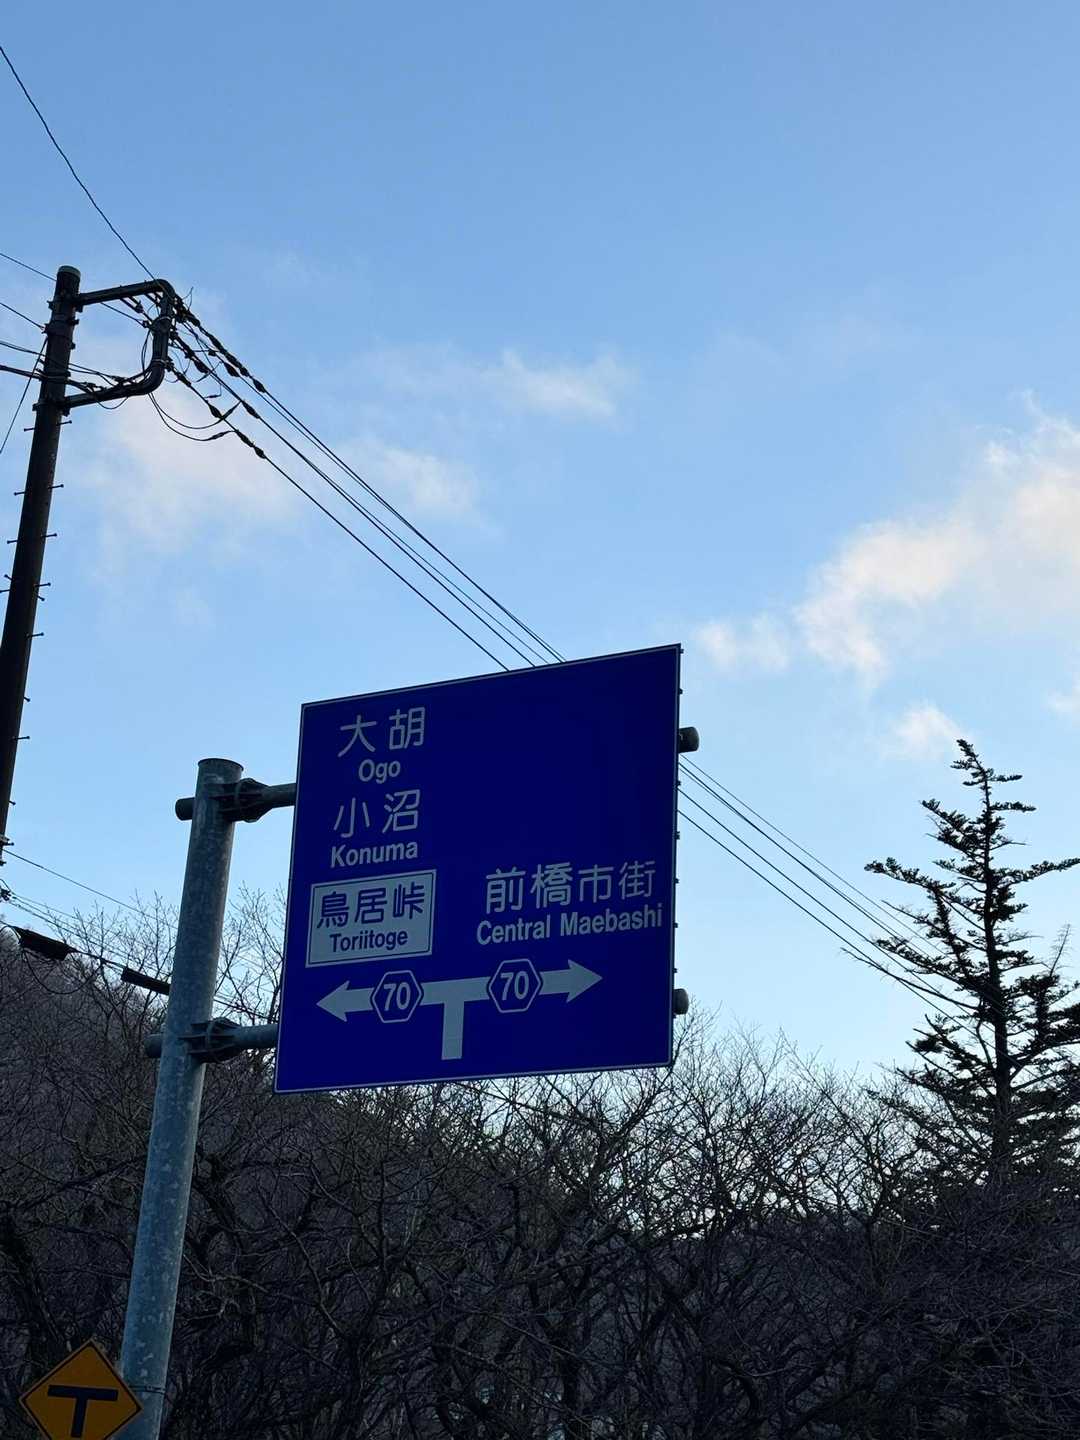 大胡
Ogo
小沼
Konuma
鳥居峠
Toriitoge
前橋市街
Central Maebashi
70
70